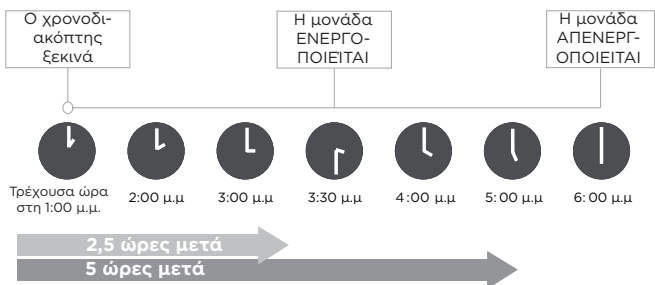 Ο χρονοδι-
ακόπτης
ξεκινά
Η μονάδα
ΕΝΕΡΓΟ-
ΠΟΙΕΊΤΑΙ
Η μονάδα
ΑΠΕΝΕΡΓ-
ΟΠΟΙΕΙΤΑΙ
Τρέχουσα ώρα
στη 1:00 μ.μ.
2:00 μ.μ
3:00 μ.μ
3:30 μ.μ
4:00 μ.μ
5:00 μ.μ
6:00 μ.μ
2,5 ώρες μετά
5 ώρες μετά